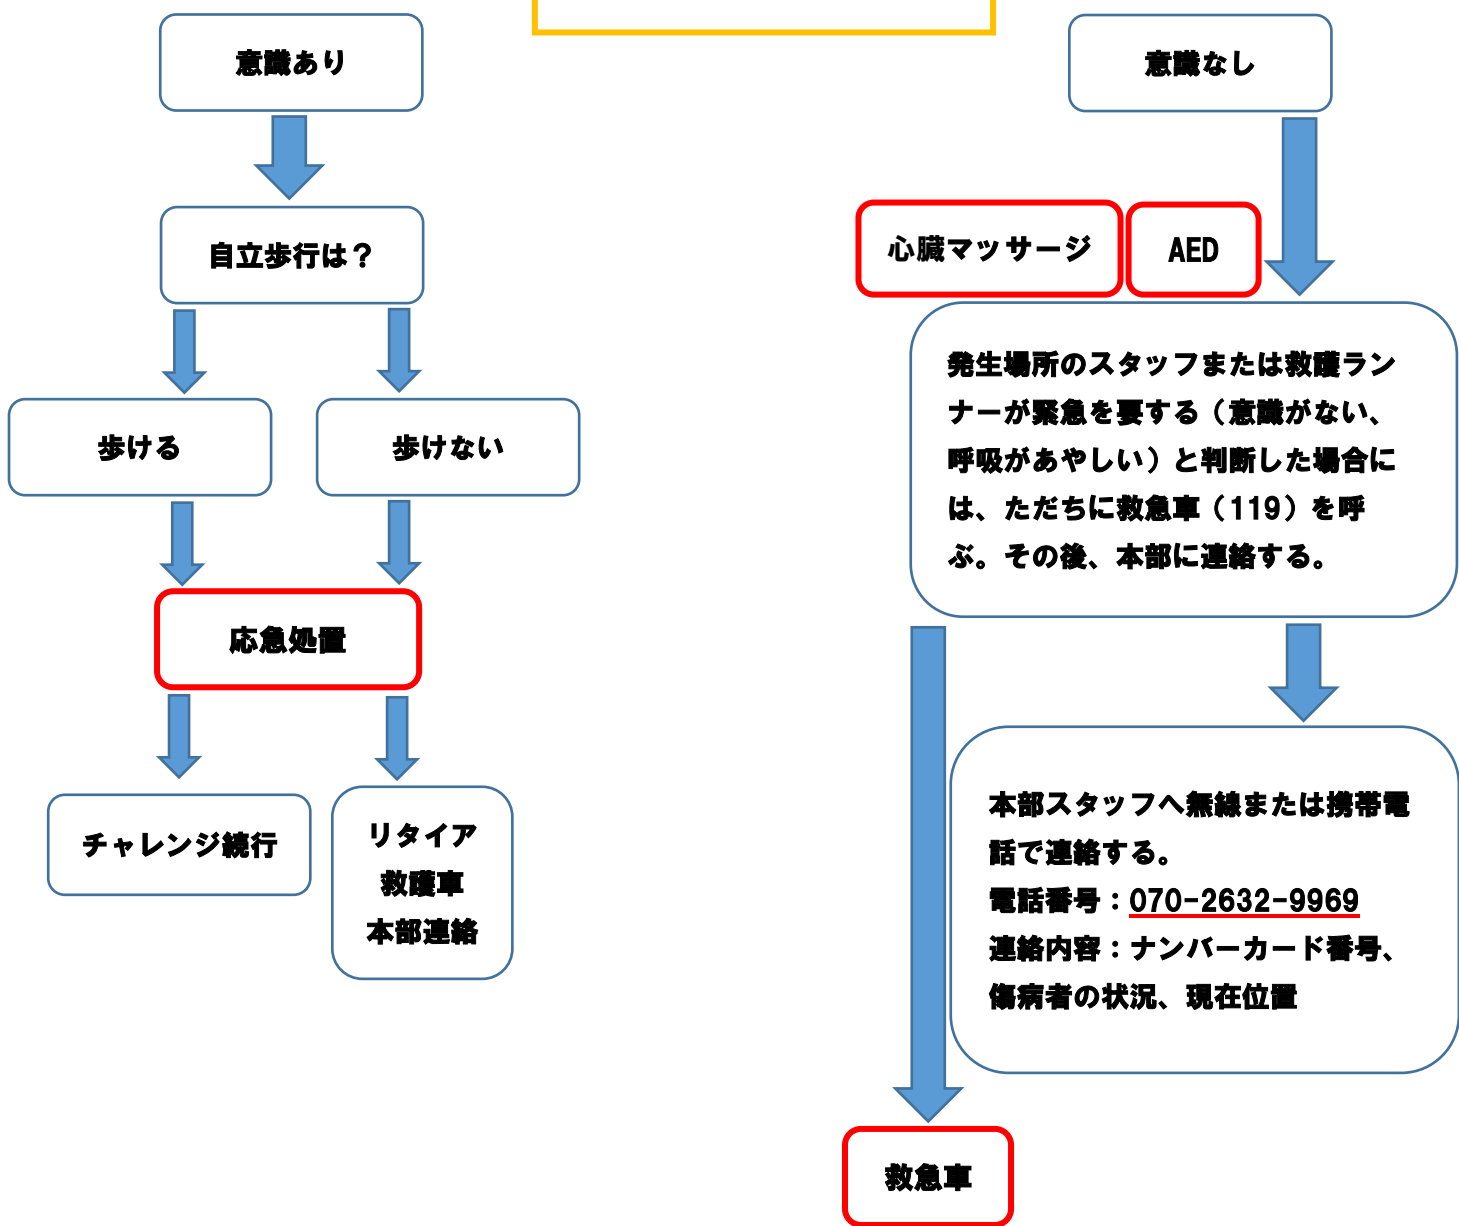 意識あり
自立歩行は？
歩ける
歩けない
応急処置
チャレンジ続行
リタイア
救護車
本部連絡
意識なし
心臓マッサージ
AED
発生場所のスタッフまたは救護ラン
ナーが緊急を要する（意識がない、
呼吸があやしい）と判断した場合に
は、ただちに救急車（119）を呼
ぶ。その後、本部に連絡する。
本部スタッフへ無線または携帯電
話で連絡する。
電話番号：070-2632-9969
連絡内容：ナンバーカード番号、
傷病者の状況、現在位置
救急車